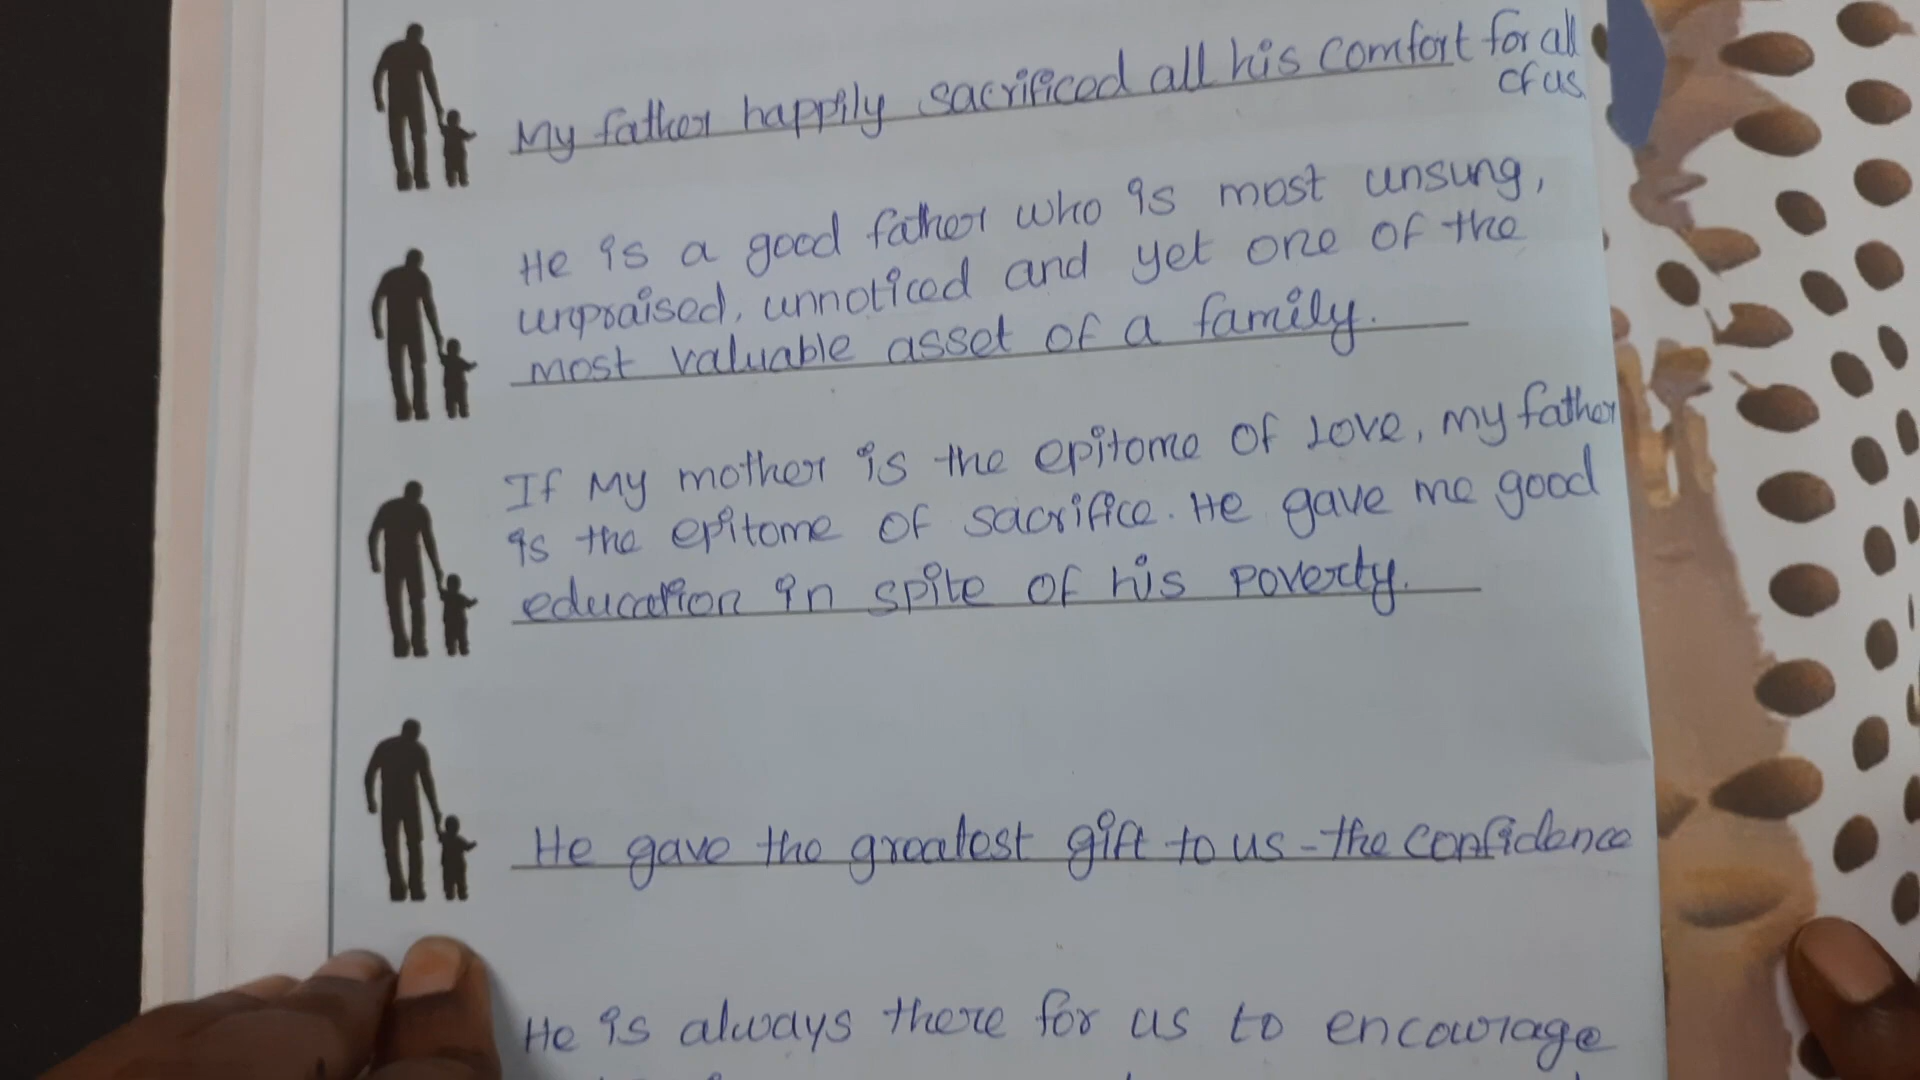 My father happily sacrificed all his comfort for all
of us
He is a good father who is most unsung,
unpraised, unnoticed and yet one of the
most valuable asset of a family.
If My mother is the epitome of Love, my father
is the epitome of sacrifice. He gave me good
education in spite of his poverty.
He gave the greatest gift to us - the confidence
He is always there for us to encourage